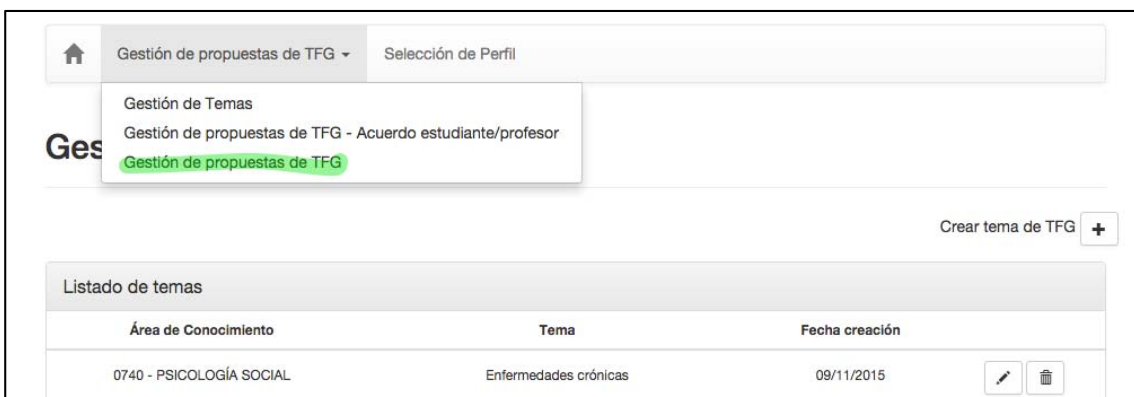 Gestión de propuestas de TFG Selección de Perfil
Gestión de Temas
Gestión de propuestas de TFG - Acuerdo estudiante/profesor
Ges
Gestión de propuestas de TFG
Crear tema de TFG +
Listado de temas
Área de Conocimiento Tema Fecha creación
0740 - PSICOLOGÍA SOCIAL Enfermedades crónicas 09/11/2015